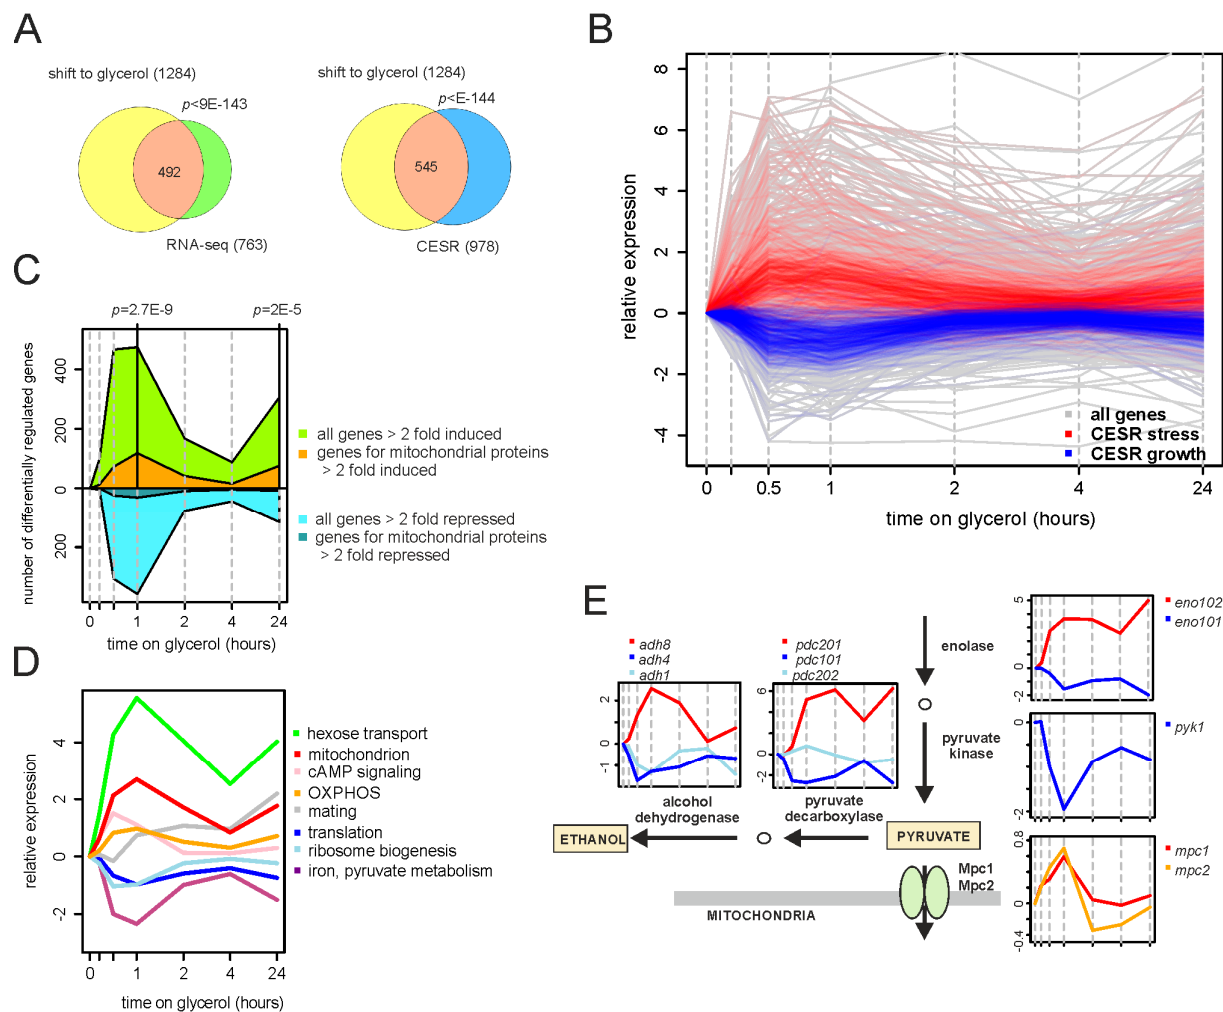 A
shift to glycerol (1284)
p<9E-143
492
RNA-seq (763)
shift to glycerol (1284)
p<E-144
545
CESR (978)
B
relative expression
8
6
4
2
0
-2
-4
all genes
CESR stress
CESR growth
0
0.5
1
2
4
24
time on glycerol (hours)
C
p=2.7E-9
p=2E-5
number of differentially regulated genes
400
200
0
200
all genes > 2 fold induced
genes for mitochondrial proteins
> 2 fold induced
all genes > 2 fold repressed
genes for mitochondrial proteins
> 2 fold repressed
0
1
2
4
24
time on glycerol (hours)
D
relative expression
4
2
0
-2
hexose transport
mitochondrion
cAMP signaling
OXPHOS
mating
translation
ribosome biogenesis
iron, pyruvate metabolism
0
1
2
4
24
time on glycerol (hours)
E
adh8
adh4
adh1
2
0
-1
pdc201
pdc101
pdc202
6
0
-2
enolase
pyruvate
kinase
alcohol
dehydrogenase
pyruvate
decarboxylase
ETHANOL
PYRUVATE
Mpc1
Mpc2
MITOCHONDRIA
5
0
-2
eno102
eno101
0
-2
pyk1
0.8
0
-0.4
mpc1
mpc2